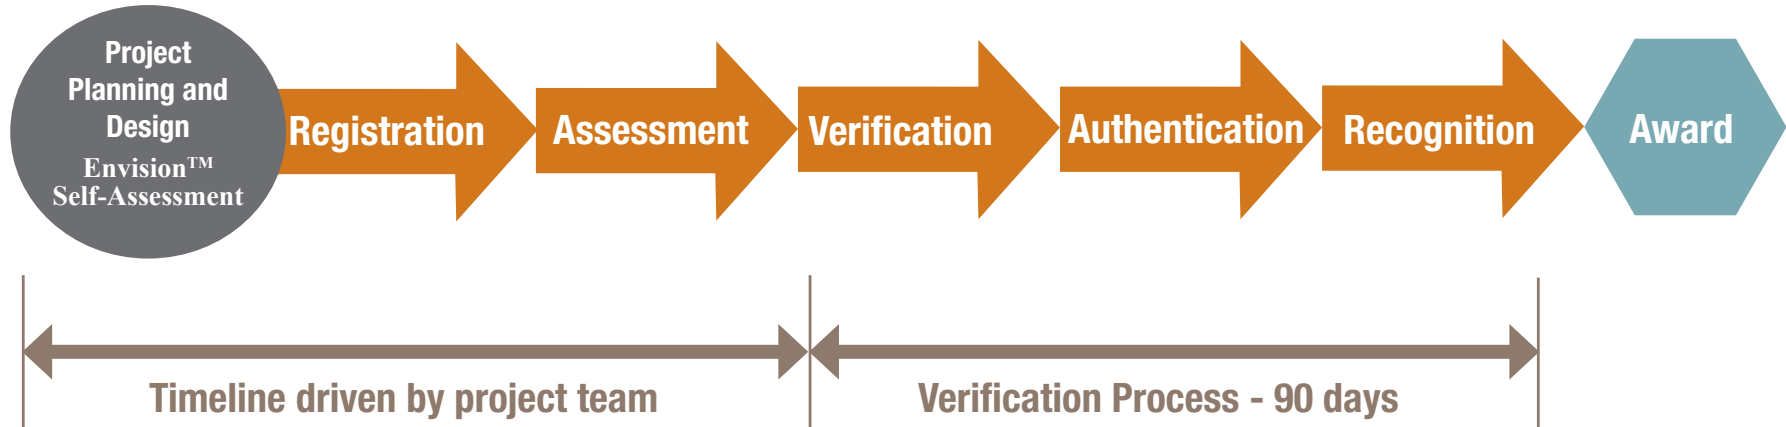 Project
Planning and
Design
Envision™
Self-Assessment
Registration
Assessment
Verification
Authentication
Recognition
Award
Timeline driven by project team
Verification Process - 90 days